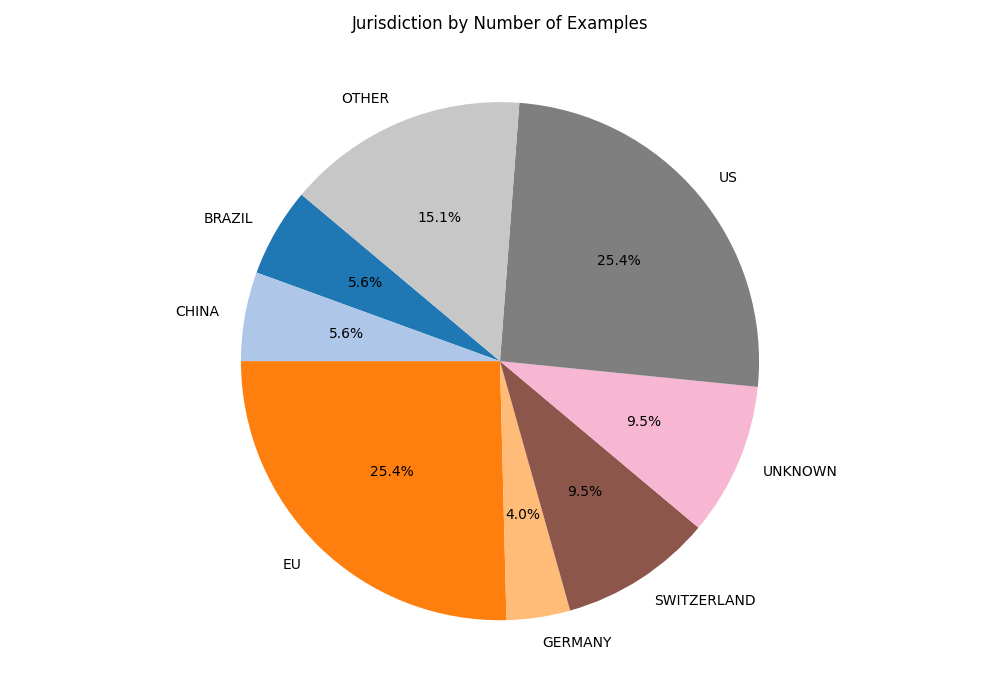 Jurisdiction by Number of Examples
OTHER
US
15.1%
25.4%
BRAZIL
5.6%
CHINA
5.6%
9.5%
UNKNOWN
25.4%
9.5%
4.0%
EU
SWITZERLAND
GERMANY